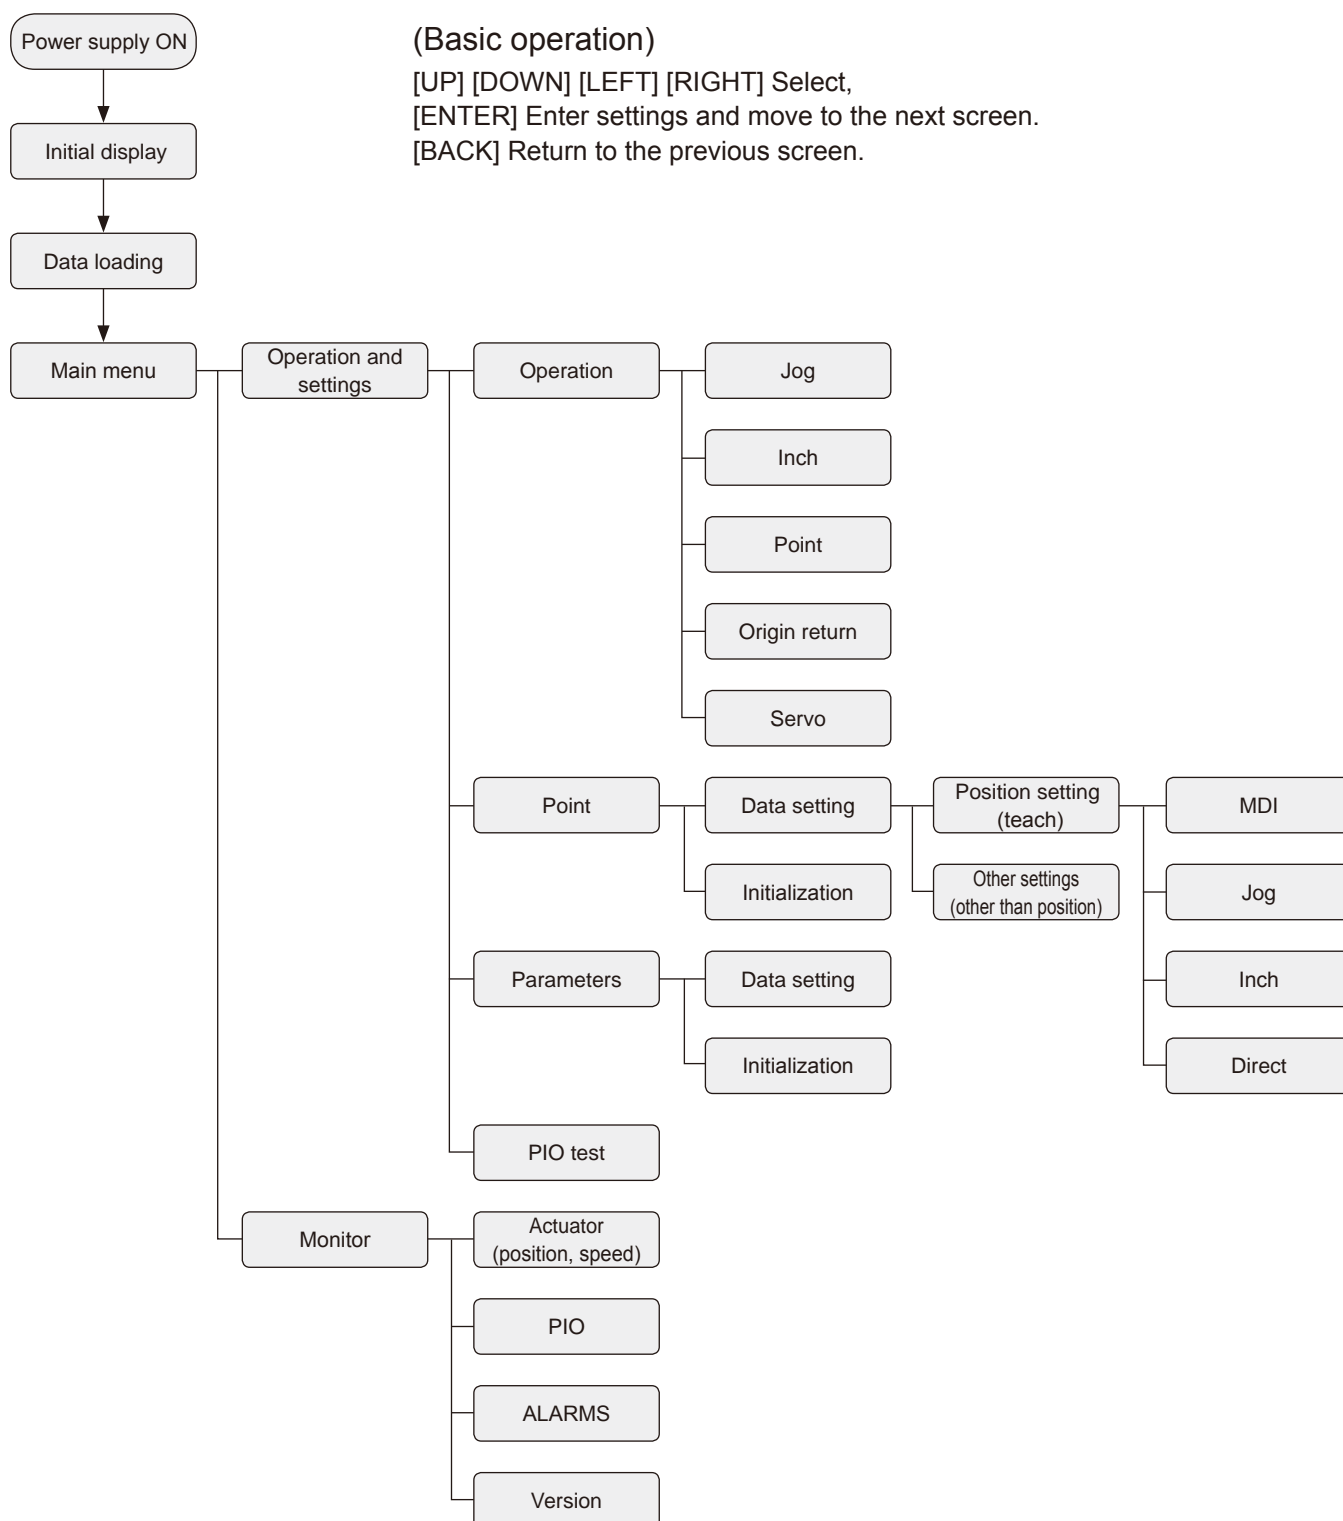 Power supply ON
(Basic operation)
[UP] [DOWN] [LEFT] [RIGHT] Select,
[ENTER] Enter settings and move to the next screen.
[BACK] Return to the previous screen.
Initial display
Data loading
Main menu
Operation and
settings
Operation
Jog
Inch
Point
Origin return
Servo
Point
Data setting
Position setting
(teach)
MDI
Initialization
Other settings
(other than position)
Jog
Parameters
Data setting
Inch
Initialization
Direct
PIO test
Monitor
Actuator
(position, speed)
PIO
ALARMS
Version